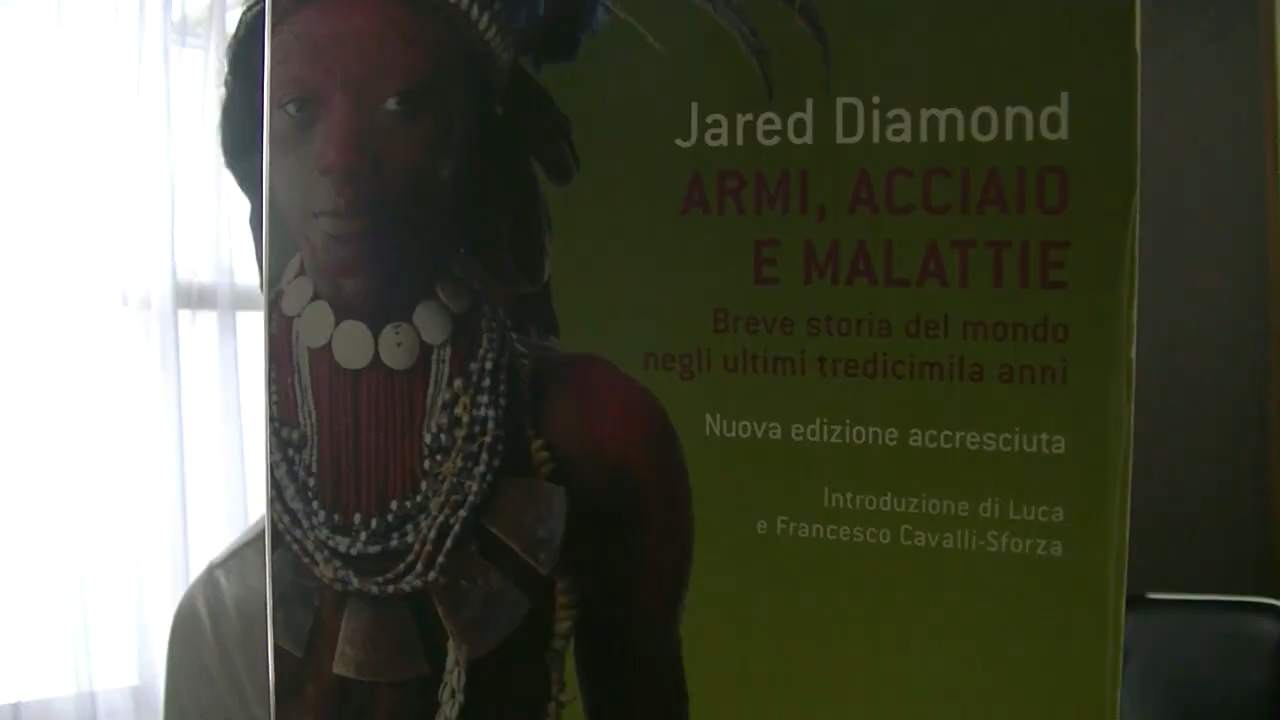 Jared Diamond
ARMI, ACCIAIO
E MALATTIE
Breve storia del mondo
negli ultimi tredicimila anni
Nuova edizione accresciuta
Introduzione di Luca
e Francesco Cavalli-Sforza